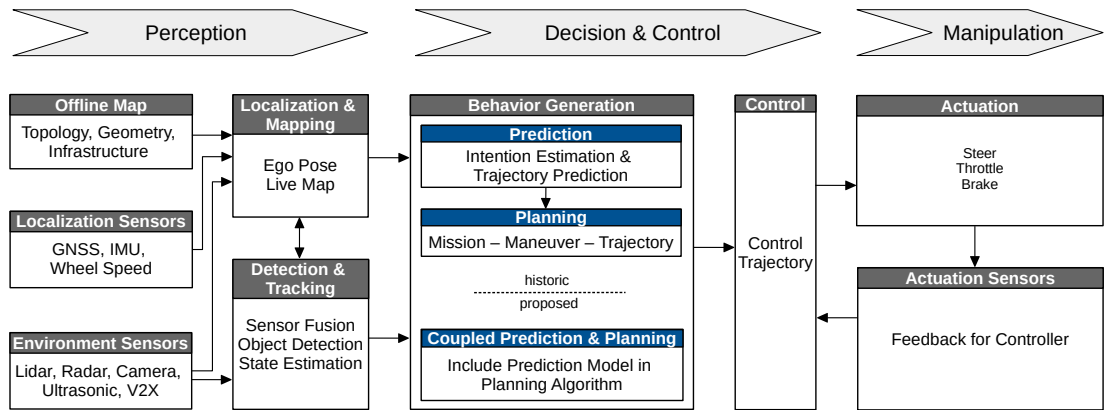 Perception
Decision & Control
Manipulation
Offline Map
Topology, Geometry,
Infrastructure
Localization Sensors
GNSS, IMU,
Wheel Speed
Environment Sensors
Lidar, Radar, Camera,
Ultrasonic, V2X
Localization &
Mapping
Ego Pose
Live Map
Detection &
Tracking
Sensor Fusion
Object Detection
State Estimation
Behavior Generation
Prediction
Intention Estimation &
Trajectory Prediction
Planning
Mission – Maneuver – Trajectory
historic
proposed
Coupled Prediction & Planning
Include Prediction Model in
Planning Algorithm
Control
Control
Trajectory
Actuation
Steer
Throttle
Brake
Actuation Sensors
Feedback for Controller